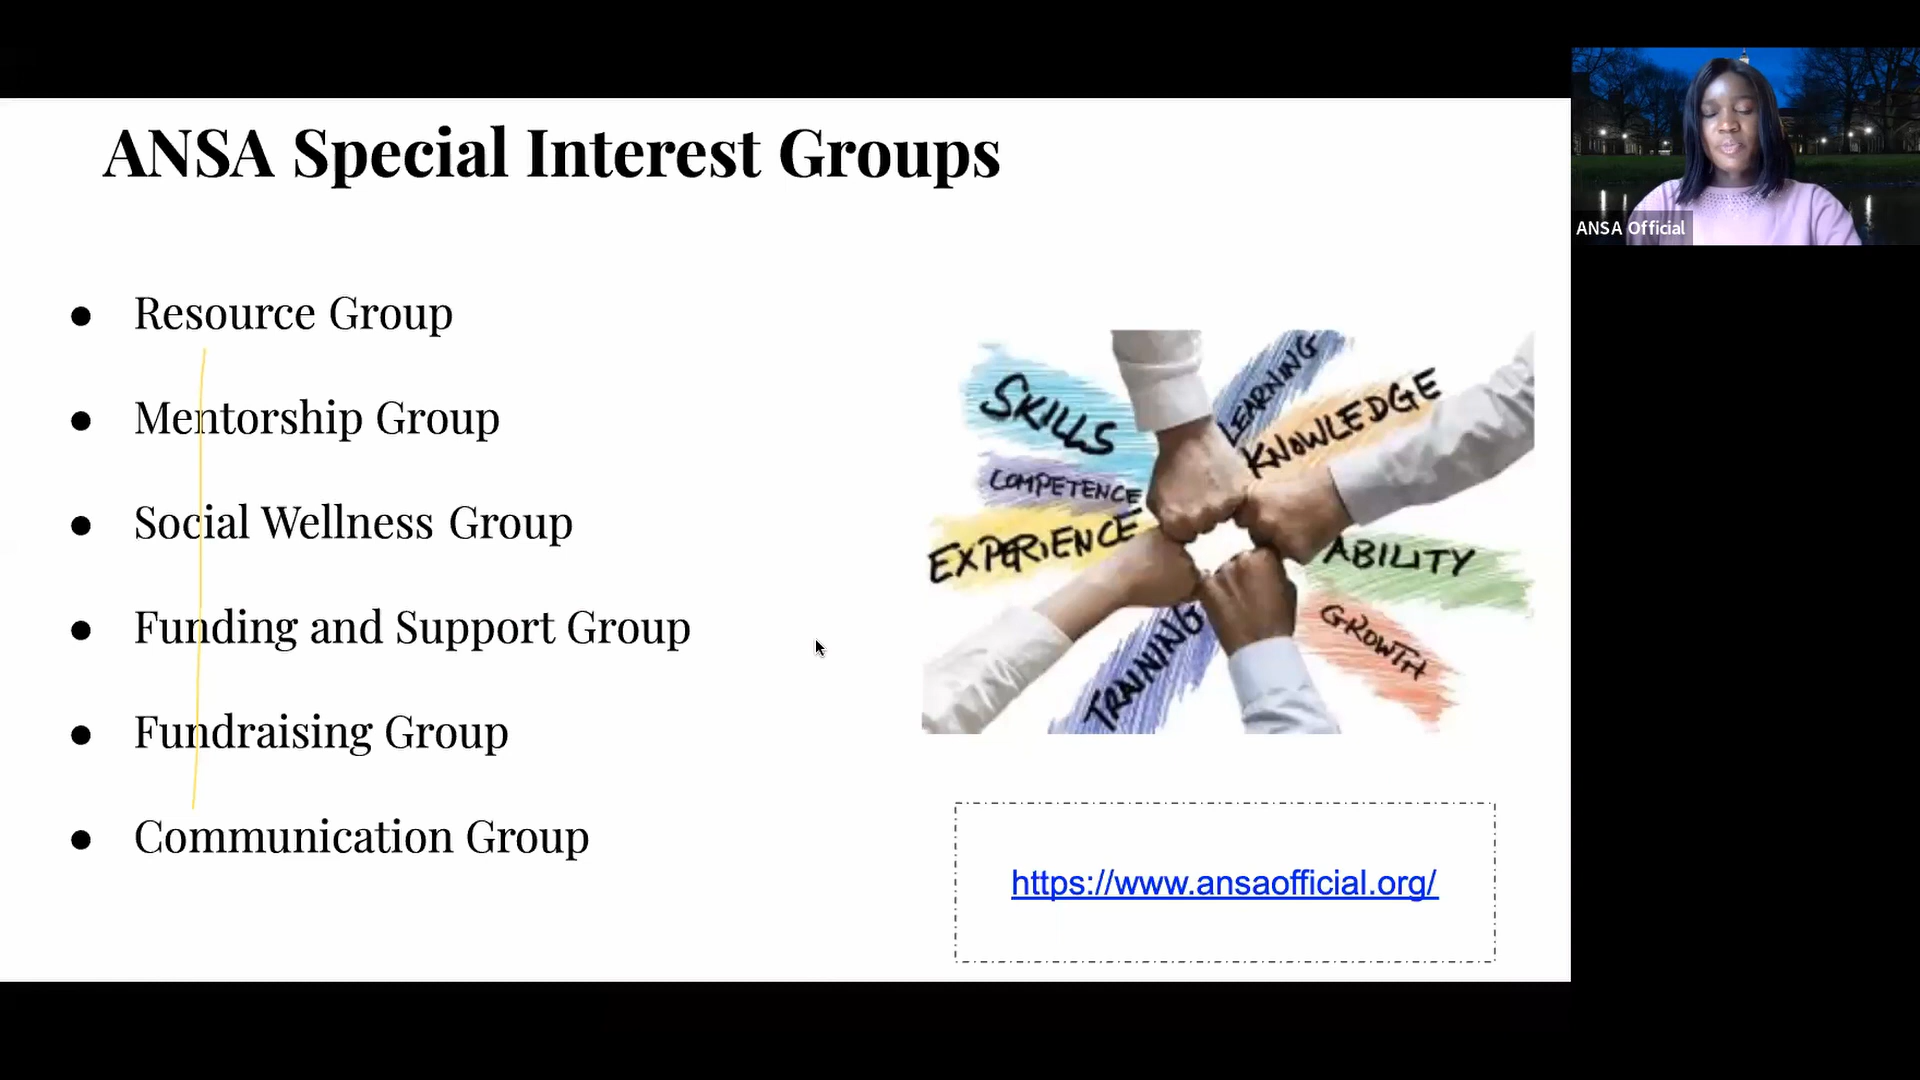 ANSA Special Interest Groups
ANSA Official
● Resource Group
● Mentorship Group
● Social Wellness Group
● Funding and Support Group
● Fundraising Group
● Communication Group
SKILLS
LEARNING
KNOWLEDGE
COMPETENCE
EXPERIENCE
ABILITY
TRAINING
GROWTH
https://www.ansaofficial.org/